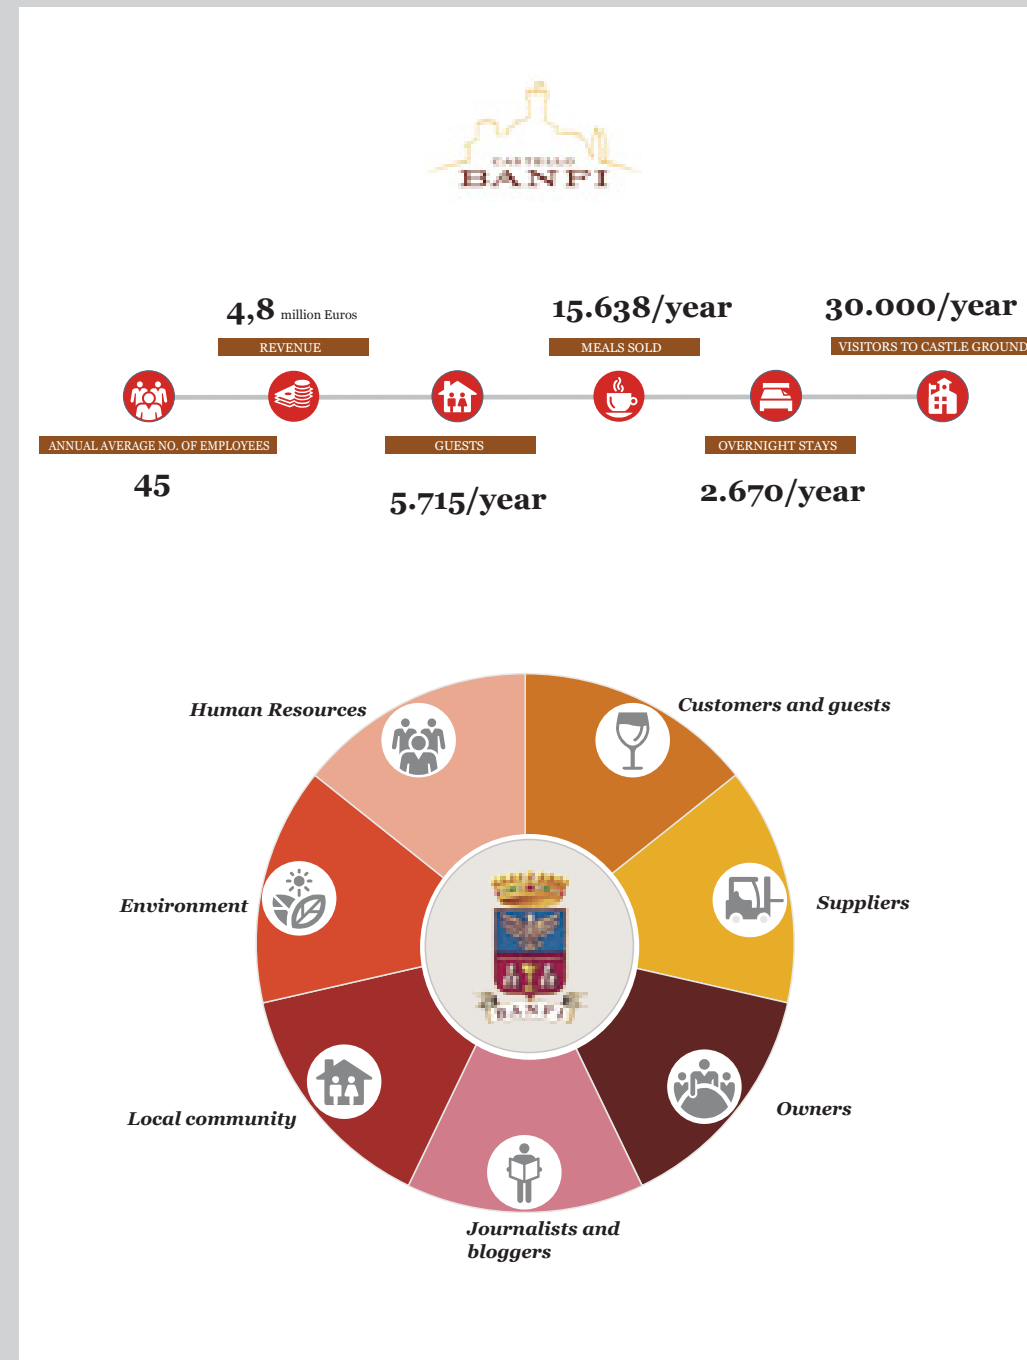 CASTELLO
BANFI
4,8 million Euros
REVENUE
15.638/year
MEALS SOLD
30.000/year
VISITORS TO CASTLE GROUND
ANNUAL AVERAGE NO. OF EMPLOYEES
45
GUESTS
5.715/year
OVERNIGHT STAYS
2.670/year
Human Resources
Customers and guests
Environment
Suppliers
BANFI
Local community
Owners
Journalists and
bloggers